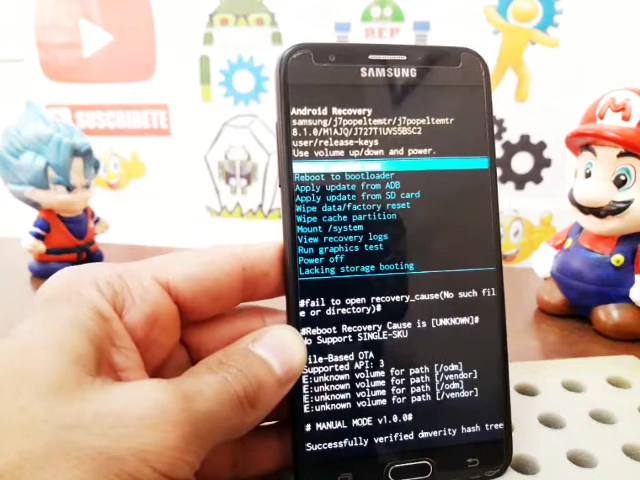 SUSCRIBETE
REP
SAMSUNG
M
Android Recovery
samsung/j7popeltemtr/j7popeltemtr
8.1.0/M1AJQ/J727T1UVS5BSC2
user/release-keys
Use volume up/down and power.
Reboot to bootloader
Apply update from ADB
Apply update from SD card
Wipe data/factory reset
Wipe cache partition
Mount /system
View recovery logs
Run graphics test
Power off
Lacking storage booting
#fail to open recovery_cause(No such fil
e or directory)#
#Reboot Recovery Cause is [UNKNOWN]#
No Support SINGLE-SKU
ile-Based OTA
Supported API: 3
E:unknown volume for path [/odm]
E:unknown volume for path [/vendor]
E:unknown volume for path [/odm]
E:unknown volume for path [/vendor]
# MANUAL MODE v1.0.0#
Successfully verified dmverity hash tree